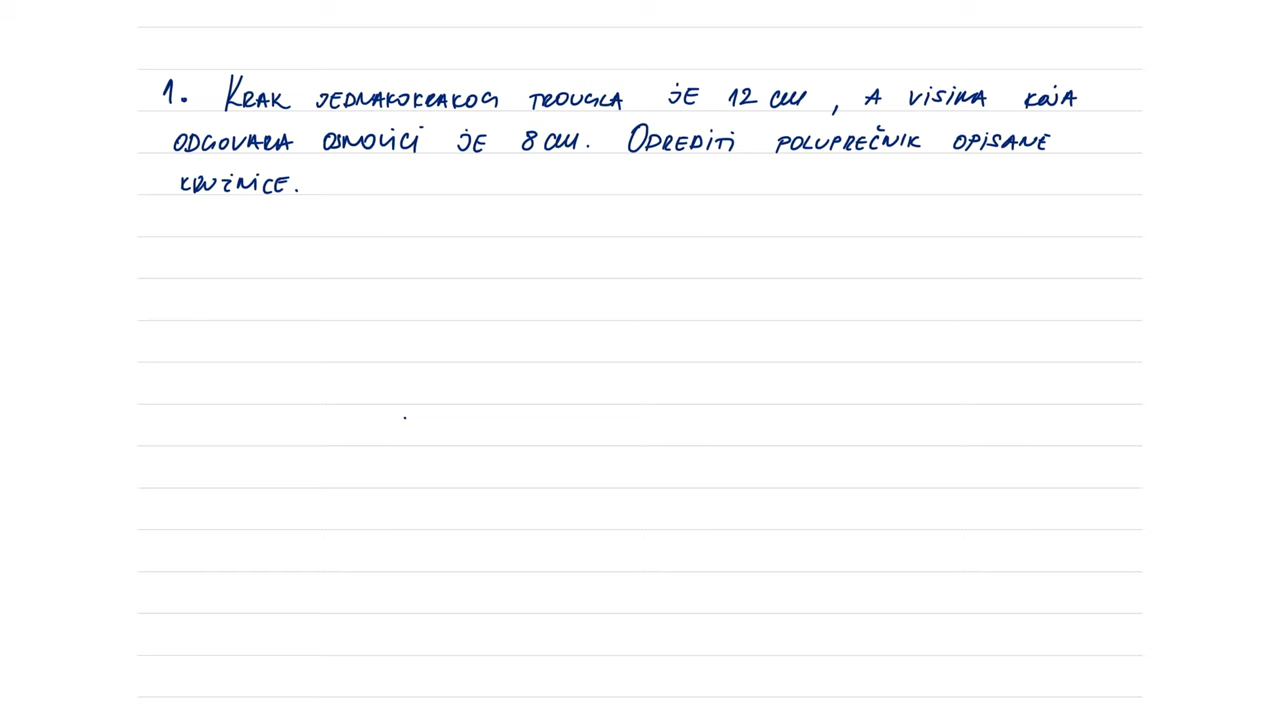 1. KRAK JEDNAKOKRAKOG TROUGLA JE 12 CM, A VISINA KOJA
ODGOVARA OSNOVICI JE 8 CM. ODREDITI POLUPREČNIK OPISANE
KRUŽNICE.